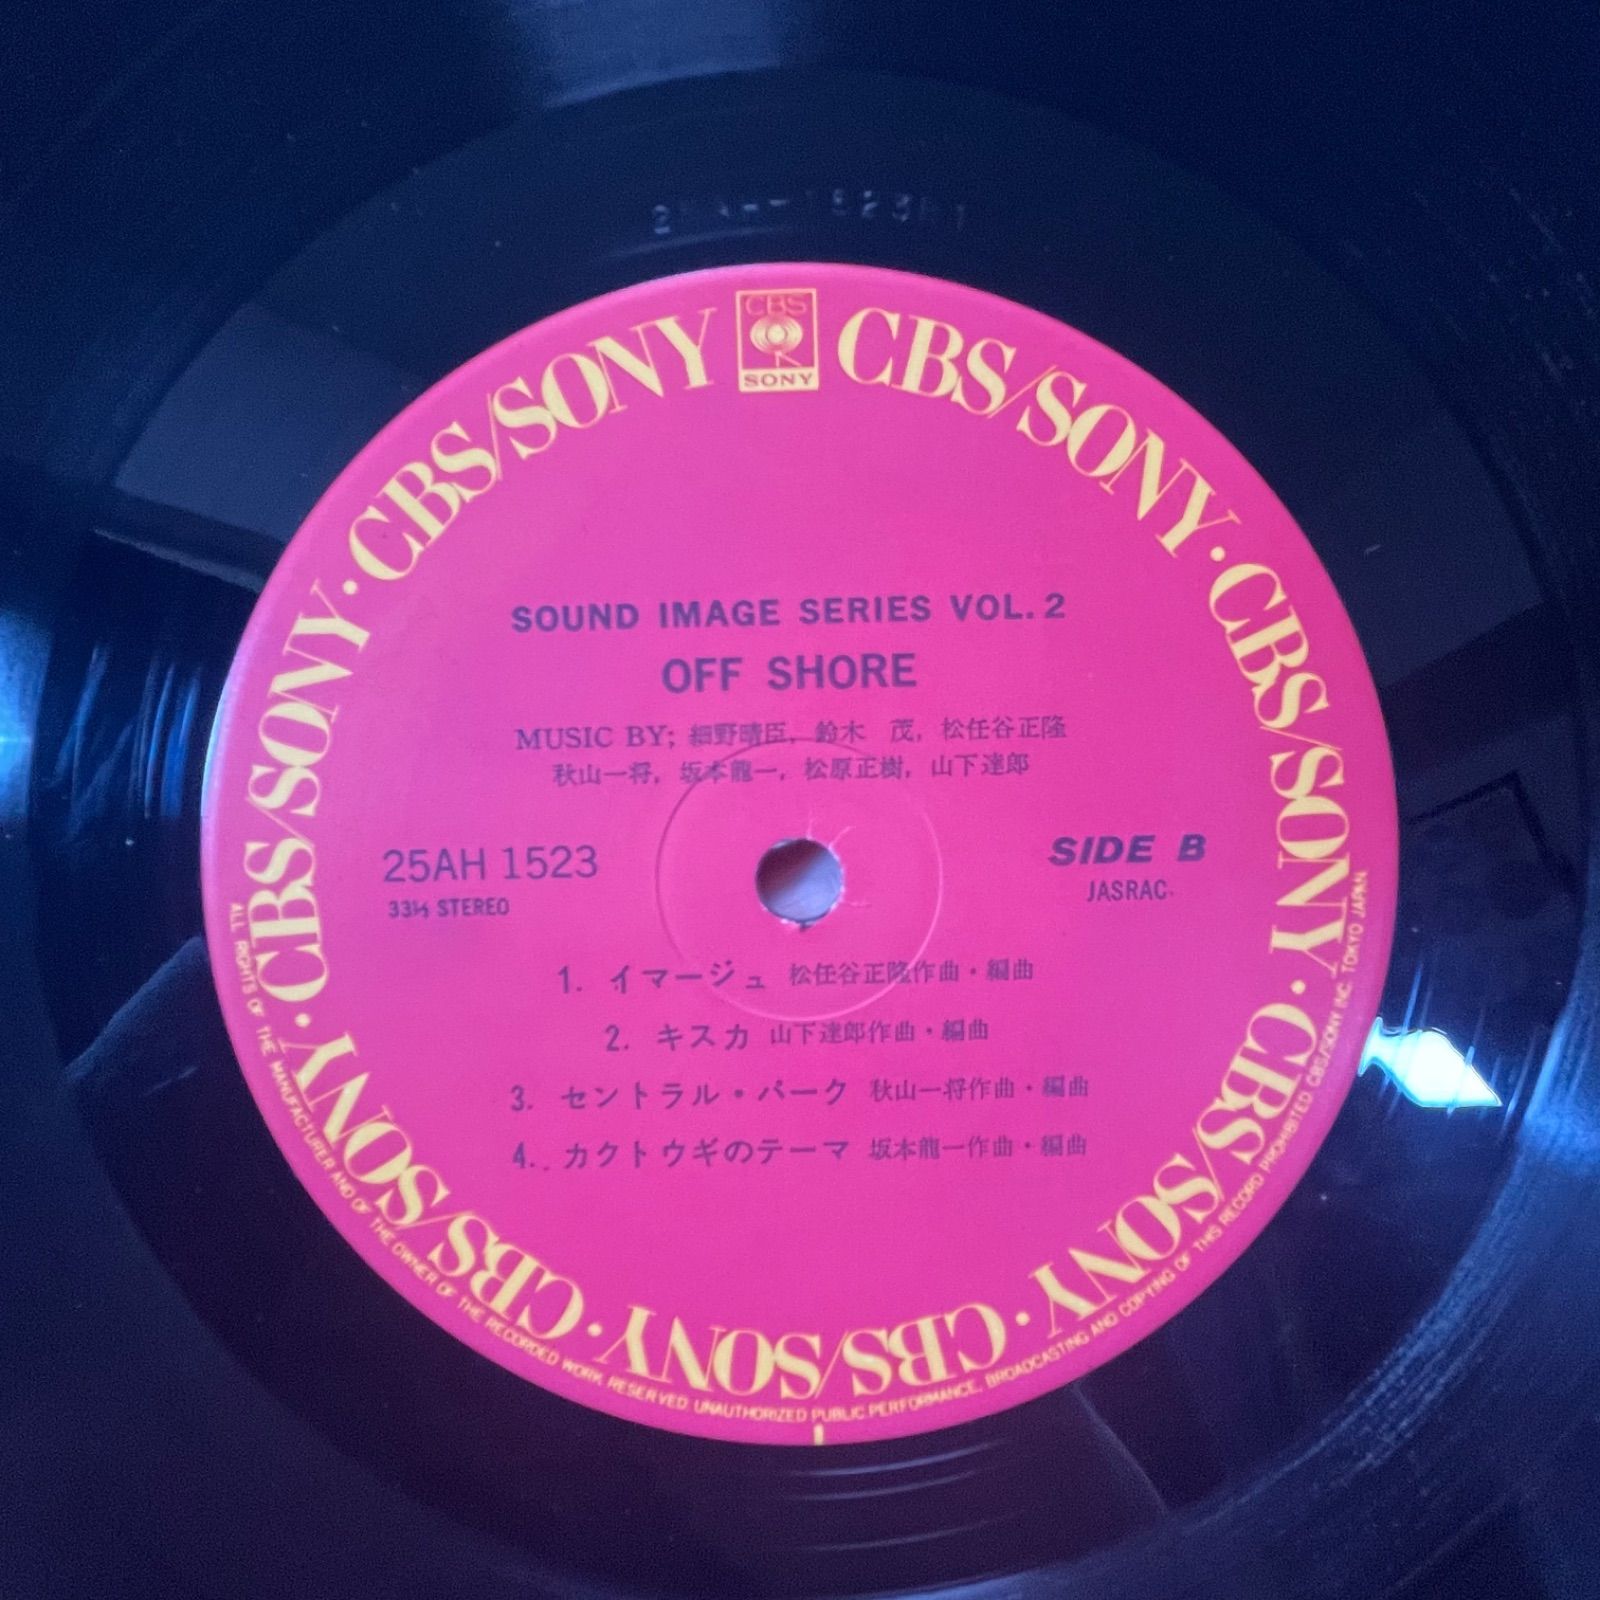 CBS
SONY
CBS/SONY · CBS/SONY · CBS/SONY · CBS/SONY · CBS/SONY · CBS/SONY · CBS/SONY · CBS/SONY · CBS/SONY · CBS/SONY
SOUND IMAGE SERIES VOL. 2
OFF SHORE
MUSIC BY; 細野晴臣, 鈴木 茂, 松任谷正隆
秋山一将, 坂本龍一, 松原正樹, 山下達郎
25AH 1523
33⅓ STEREO
SIDE B
JASRAC
1. イマージュ 松任谷正隆作曲・編曲
2. キスカ 山下達郎作曲・編曲
3. セントラル・パーク 秋山一将作曲・編曲
4. カクトウギのテーマ 坂本龍一作曲・編曲
ALL RIGHTS OF THE MANUFACTURER AND OF THE OWNER OF THE RECORDED WORK RESERVED. UNAUTHORIZED PUBLIC PERFORMANCE, BROADCASTING AND COPYING OF THIS RECORD PROHIBITED CBS/SONY INC. TOKYO JAPAN